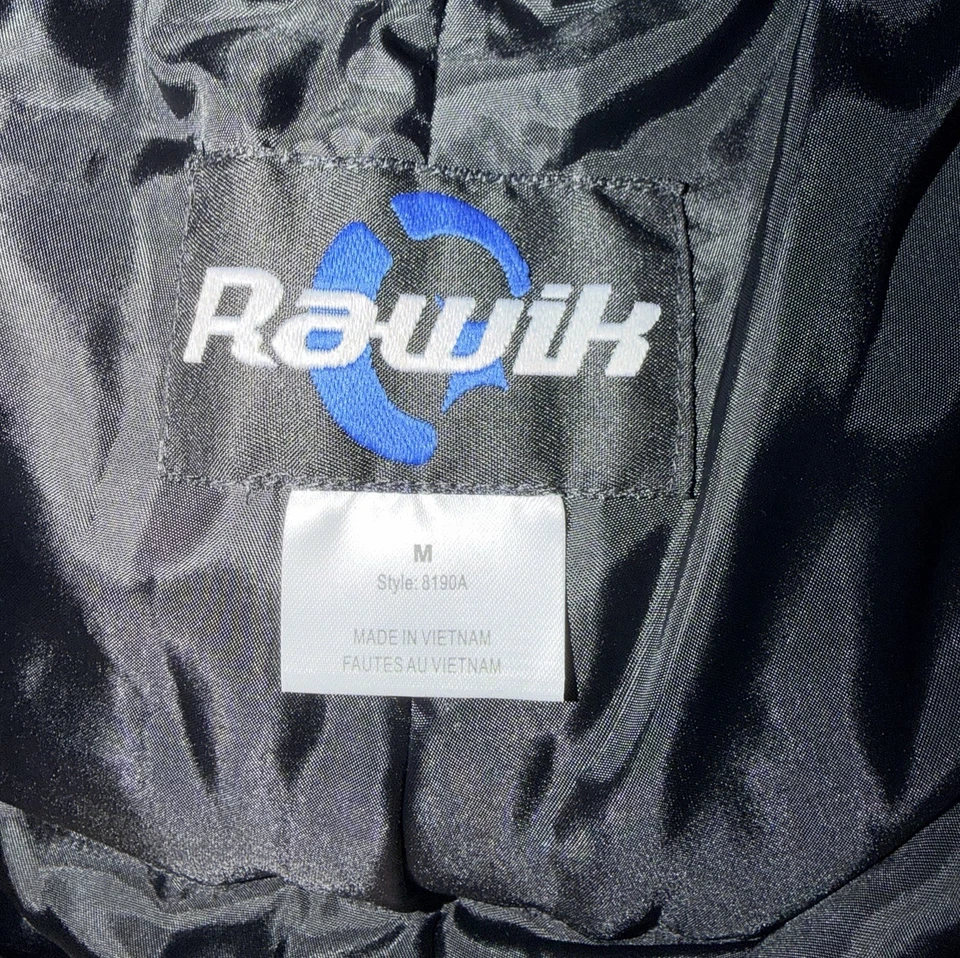 Rawik
M
Style: 8190A
MADE IN VIETNAM
FAUTES AU VIETNAM